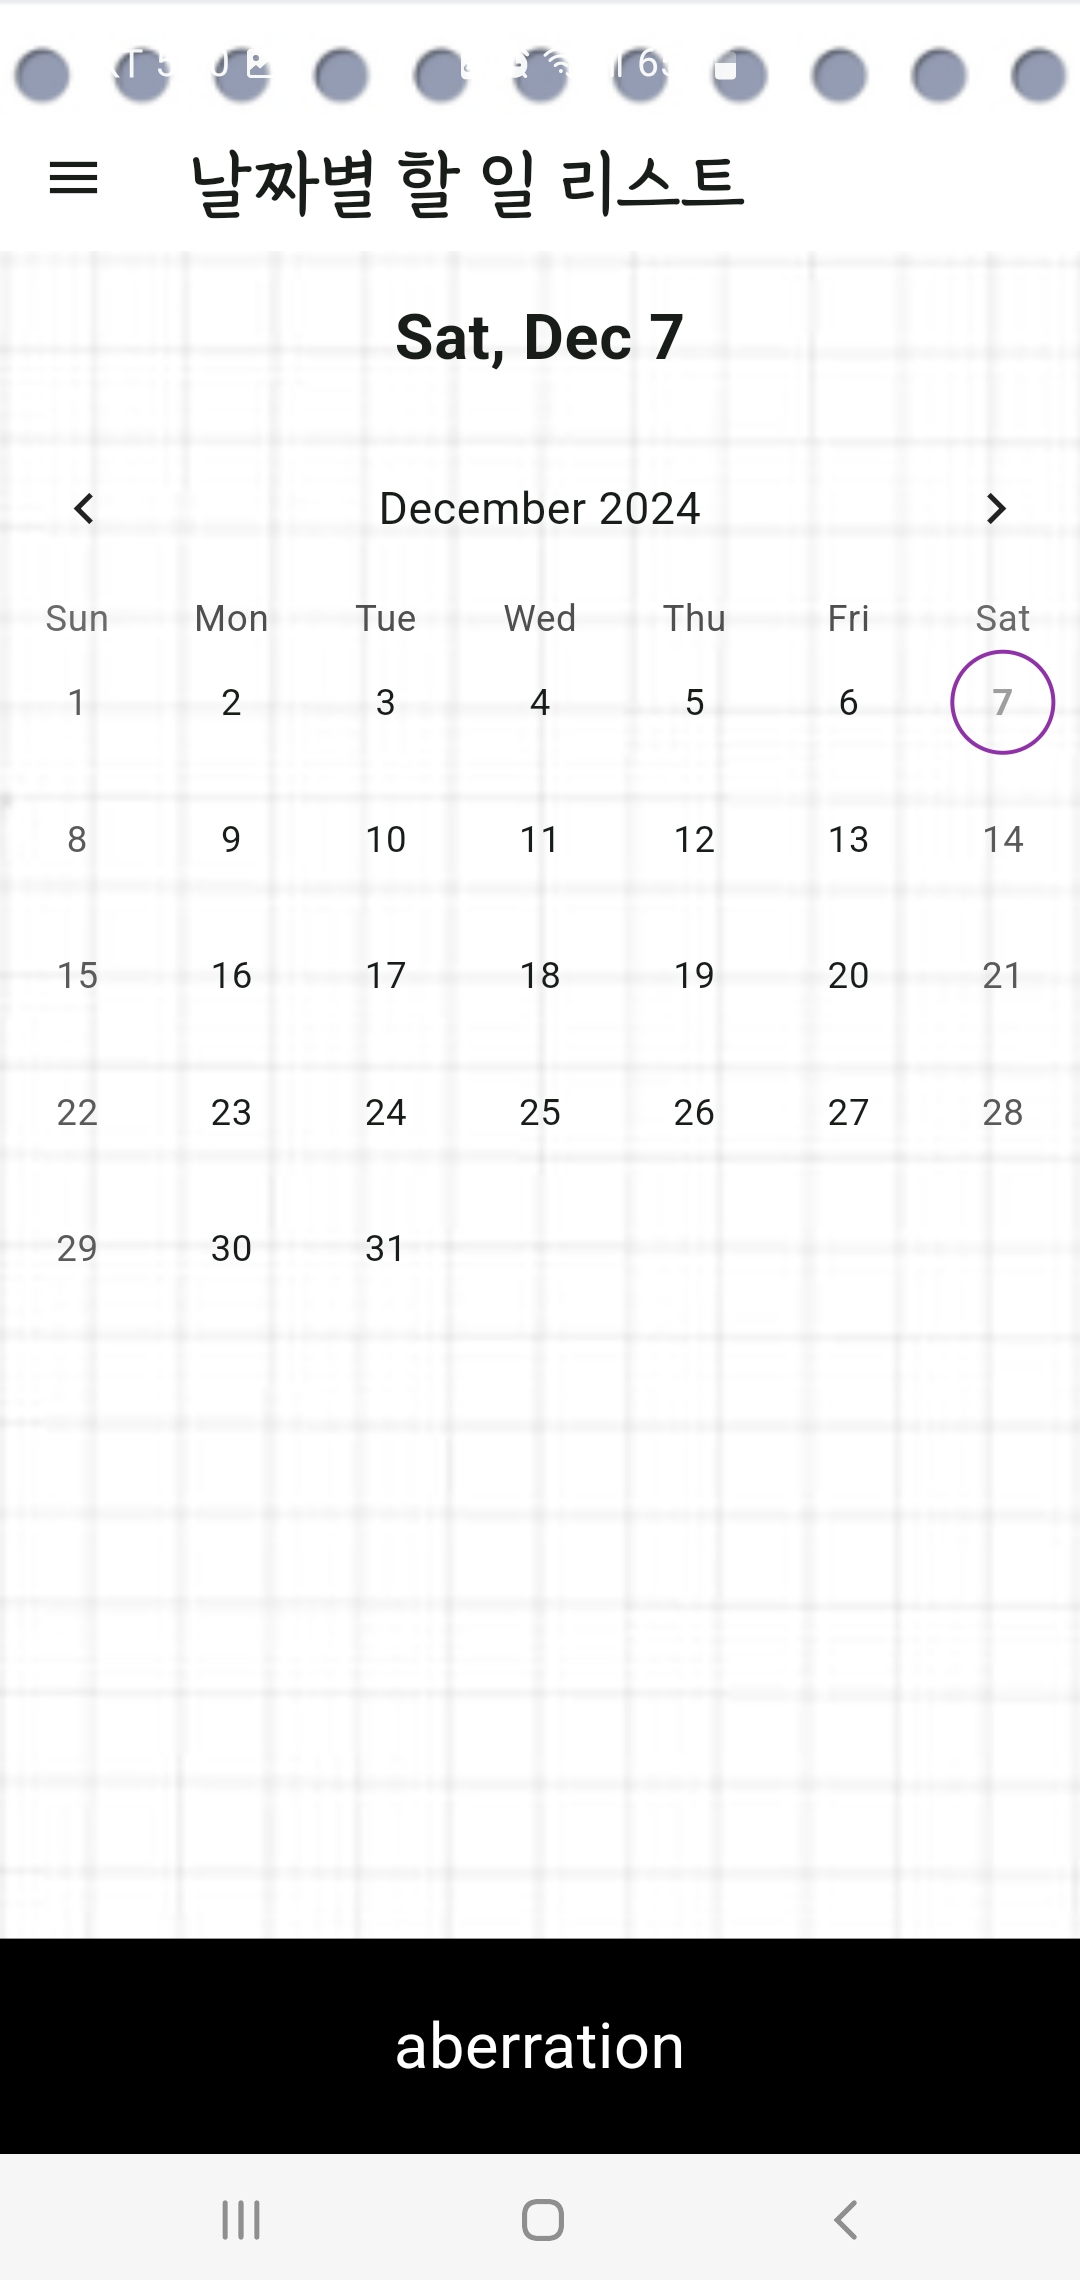 날짜별 할 일 리스트
Sat, Dec 7
December 2024
Sun Mon Tue Wed Thu Fri Sat
1 2 3 4 5 6 7
8 9 10 11 12 13 14
15 16 17 18 19 20 21
22 23 24 25 26 27 28
29 30 31
aberration